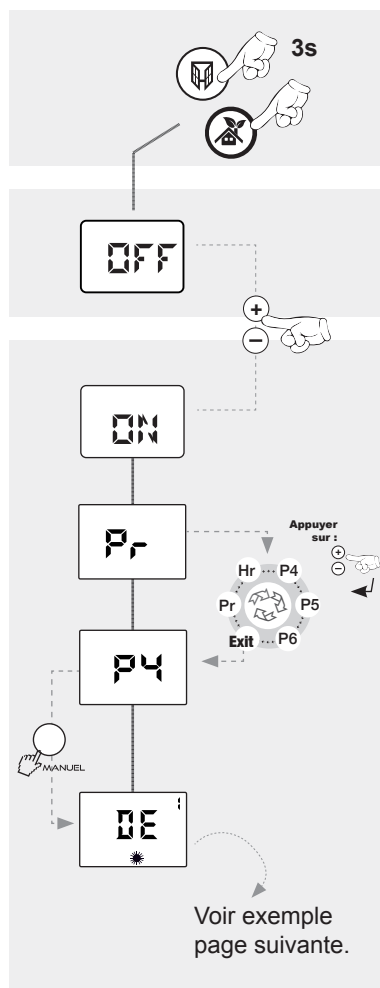 3s
OFF
+
−
ON
Pr
Appuyer
sur :
+
−
Hr ... P4
Pr P5
Exit ... P6
P4
MANUEL
1
DE
Voir exemple
page suivante.